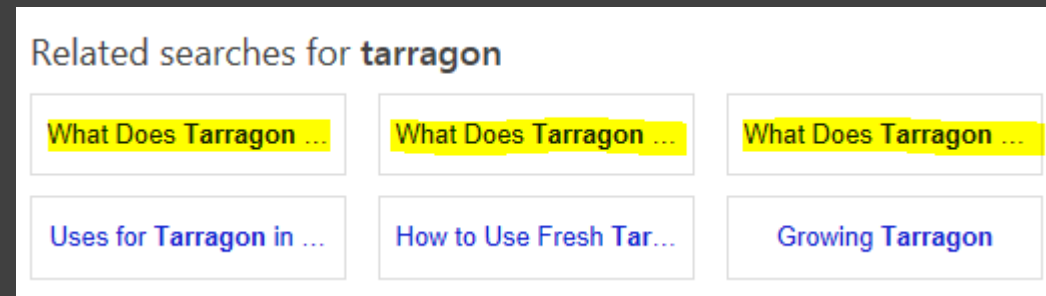 Related searches for tarragon
What Does Tarragon ...
What Does Tarragon ...
What Does Tarragon ...
Uses for Tarragon in ...
How to Use Fresh Tar...
Growing Tarragon